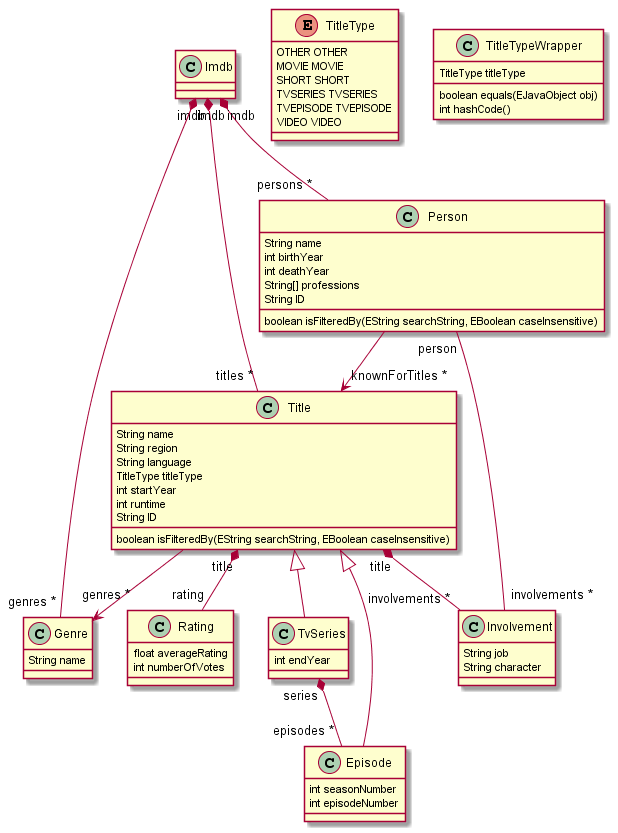 E TitleType
OTHER OTHER
MOVIE MOVIE
SHORT SHORT
TVSERIES TVSERIES
TVEPISODE TVEPISODE
VIDEO VIDEO
C TitleTypeWrapper
TitleType titleType
boolean equals(EJavaObject obj)
int hashCode()
C Imdb
imdb
imdb
imdb
persons *
C Person
String name
int birthYear
int deathYear
String[] professions
String ID
boolean isFilteredBy(EString searchString, EBoolean caseInsensitive)
person
titles *
knownForTitles *
C Title
String name
String region
String language
TitleType titleType
int startYear
int runtime
String ID
boolean isFilteredBy(EString searchString, EBoolean caseInsensitive)
title
title
genres *
genres *
rating
involvements *
involvements *
C Genre
String name
C Rating
float averageRating
int numberOfVotes
C TvSeries
int endYear
C Involvement
String job
String character
series
episodes *
C Episode
int seasonNumber
int episodeNumber